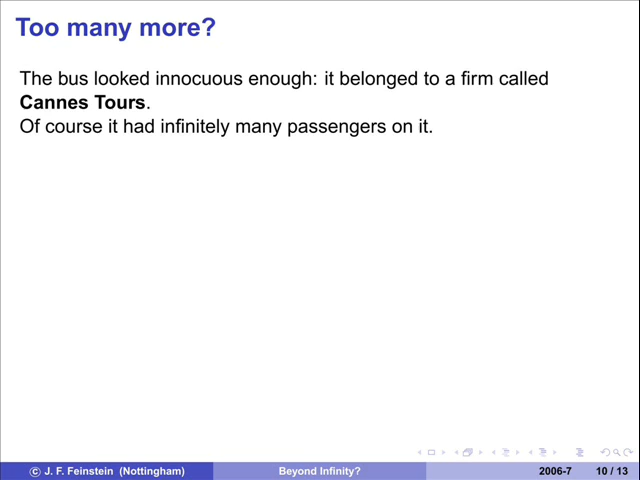 Too many more?
The bus looked innocuous enough: it belonged to a firm called
Cannes Tours.
Of course it had infinitely many passengers on it.
© J. F. Feinstein (Nottingham) Beyond Infinity? 2006-7 10 / 13